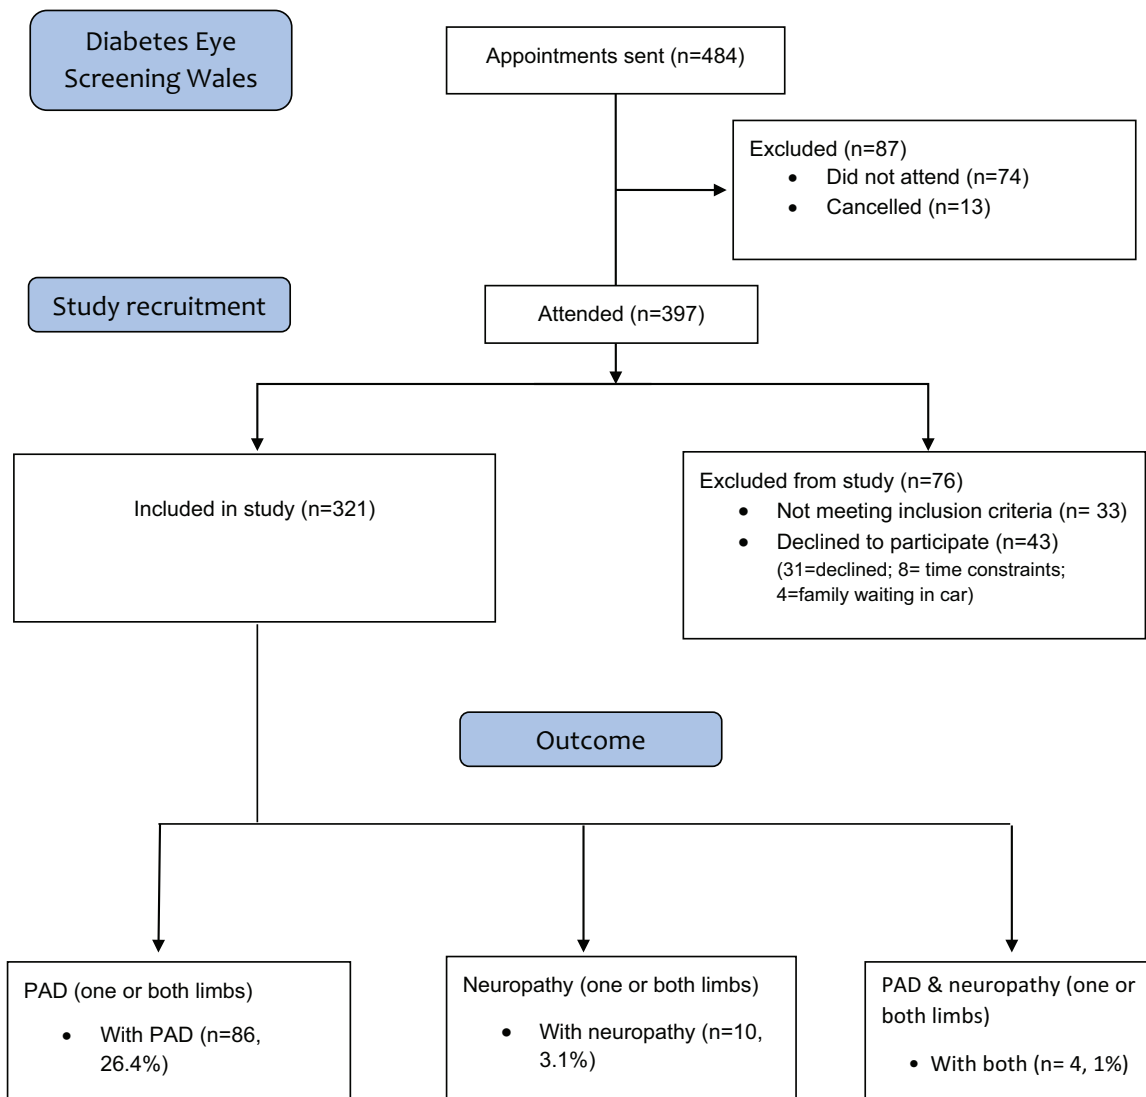 Diabetes Eye
Screening Wales
Appointments sent (n=484)
Excluded (n=87)
• Did not attend (n=74)
• Cancelled (n=13)
Study recruitment
Attended (n=397)
Included in study (n=321)
Excluded from study (n=76)
• Not meeting inclusion criteria (n= 33)
• Declined to participate (n=43)
(31=declined; 8= time constraints;
4=family waiting in car)
Outcome
PAD (one or both limbs)
• With PAD (n=86,
26.4%)
Neuropathy (one or both limbs)
• With neuropathy (n=10,
3.1%)
PAD & neuropathy (one or
both limbs)
• With both (n= 4, 1%)